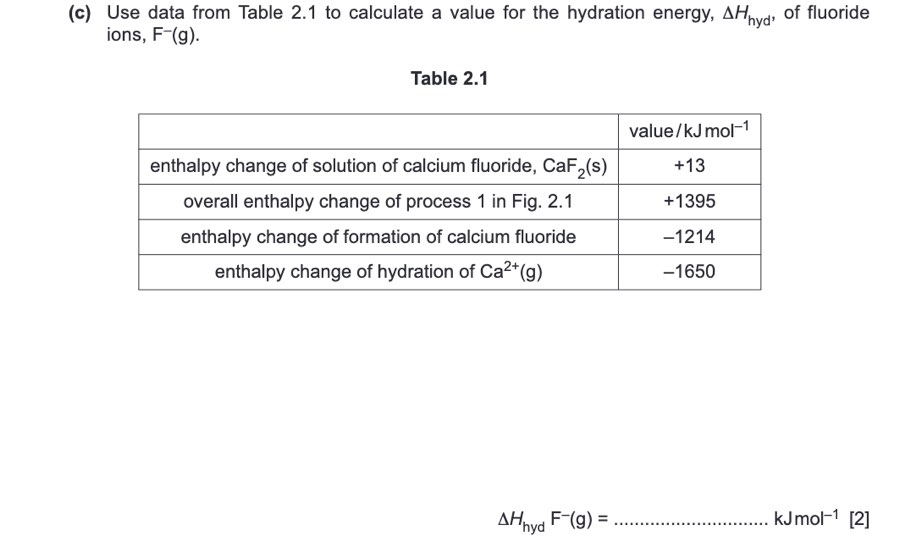 (c) Use data from Table 2.1 to calculate a value for the hydration energy, ΔH_hyd, of fluoride
ions, F⁻(g).
Table 2.1
value / kJ mol⁻¹
enthalpy change of solution of calcium fluoride, CaF₂(s) +13
overall enthalpy change of process 1 in Fig. 2.1 +1395
enthalpy change of formation of calcium fluoride –1214
enthalpy change of hydration of Ca²⁺(g) –1650
ΔH_hyd F⁻(g) = .............................. kJ mol⁻¹ [2]